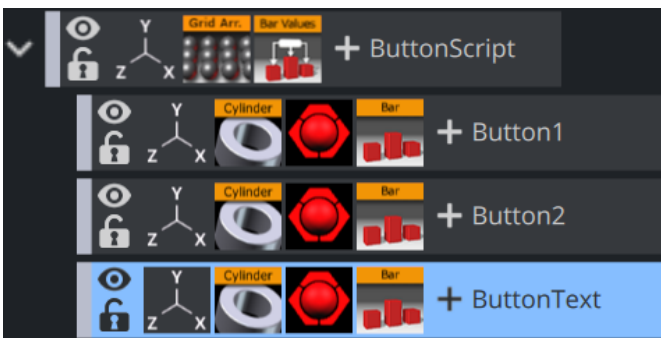 Grid Arr. Bar Values
Y Z X
ButtonScript
Cylinder Bar
Y Z X
Button1
Cylinder Bar
Y Z X
Button2
Cylinder Bar
Y Z X
ButtonText